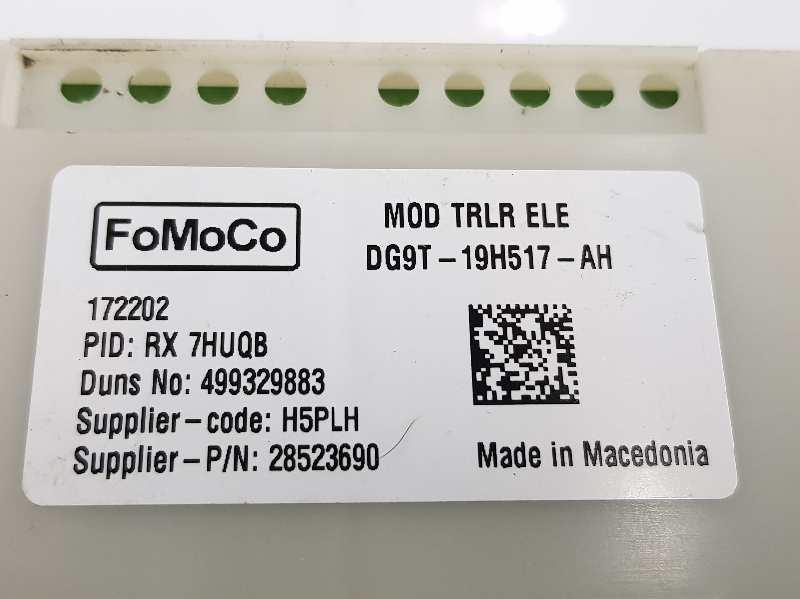 FoMoCo
MOD TRLR ELE
DG9T-19H517-AH
172202
PID: RX 7HUQB
Duns No: 499329883
Supplier-code: H5PLH
Supplier-P/N: 28523690
Made in Macedonia